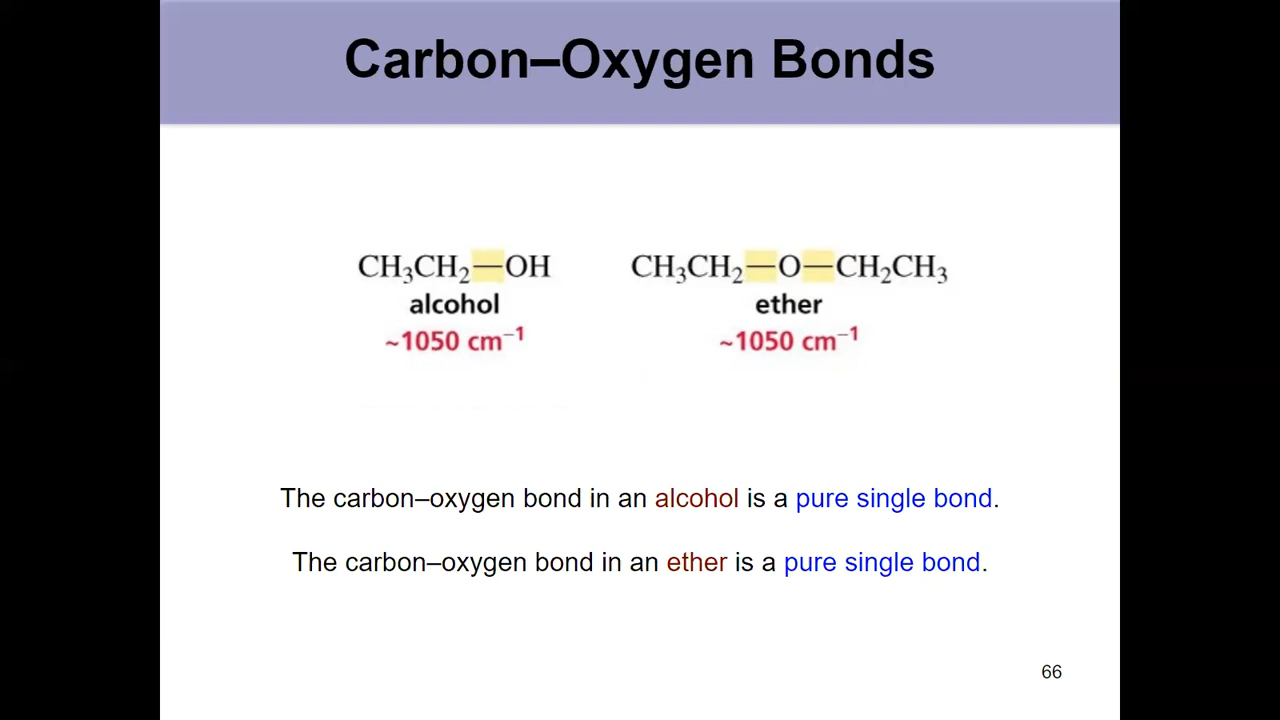 Carbon–Oxygen Bonds
CH₃CH₂—OH CH₃CH₂—O—CH₂CH₃
alcohol ether
~1050 cm⁻¹ ~1050 cm⁻¹
The carbon–oxygen bond in an alcohol is a pure single bond.
The carbon–oxygen bond in an ether is a pure single bond.
66